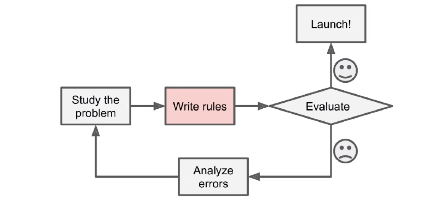 Launch!
Study the
problem
Write rules
Evaluate
Analyze
errors